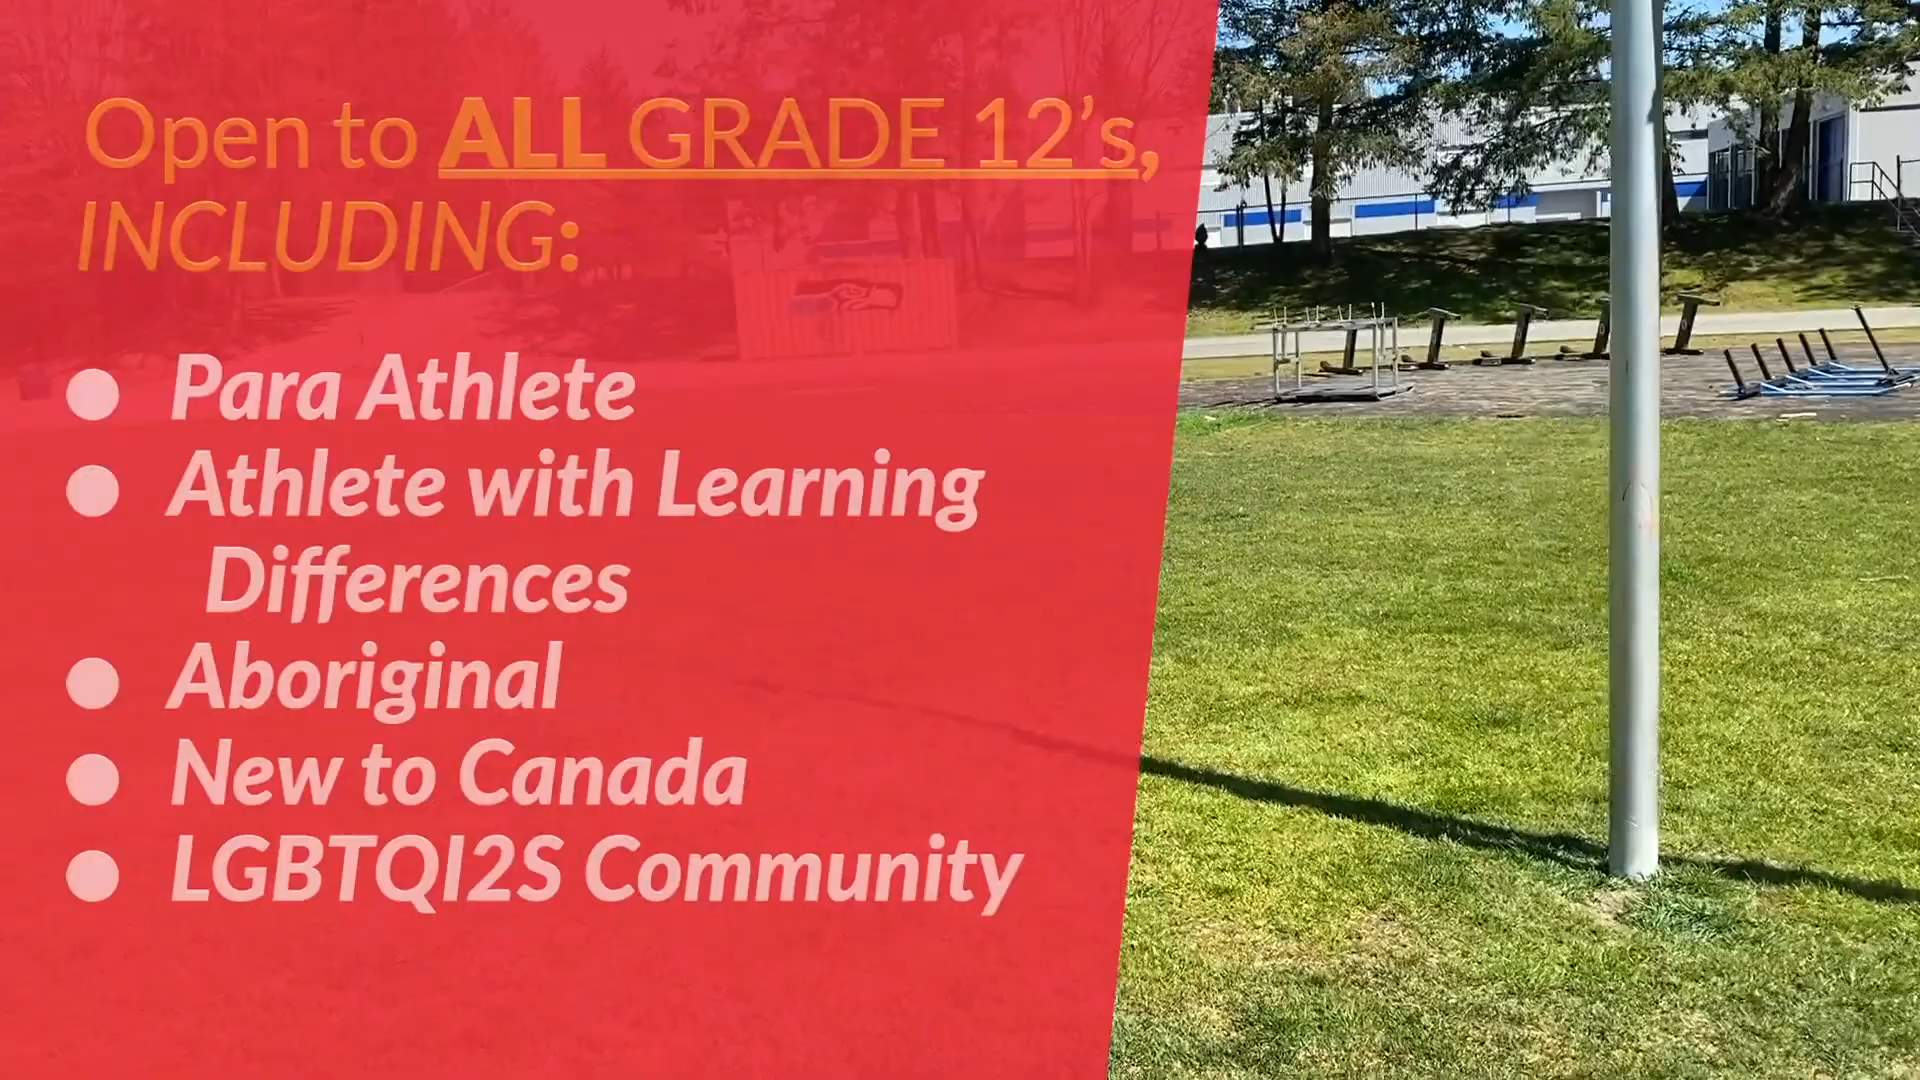 Open to ALL GRADE 12’s,
INCLUDING:
● Para Athlete
● Athlete with Learning
Differences
● Aboriginal
● New to Canada
● LGBTQI2S Community